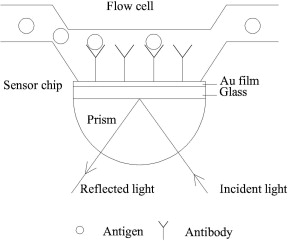 Flow cell
Sensor chip
Au film
Glass
Prism
Reflected light
Incident light
Antigen
Antibody